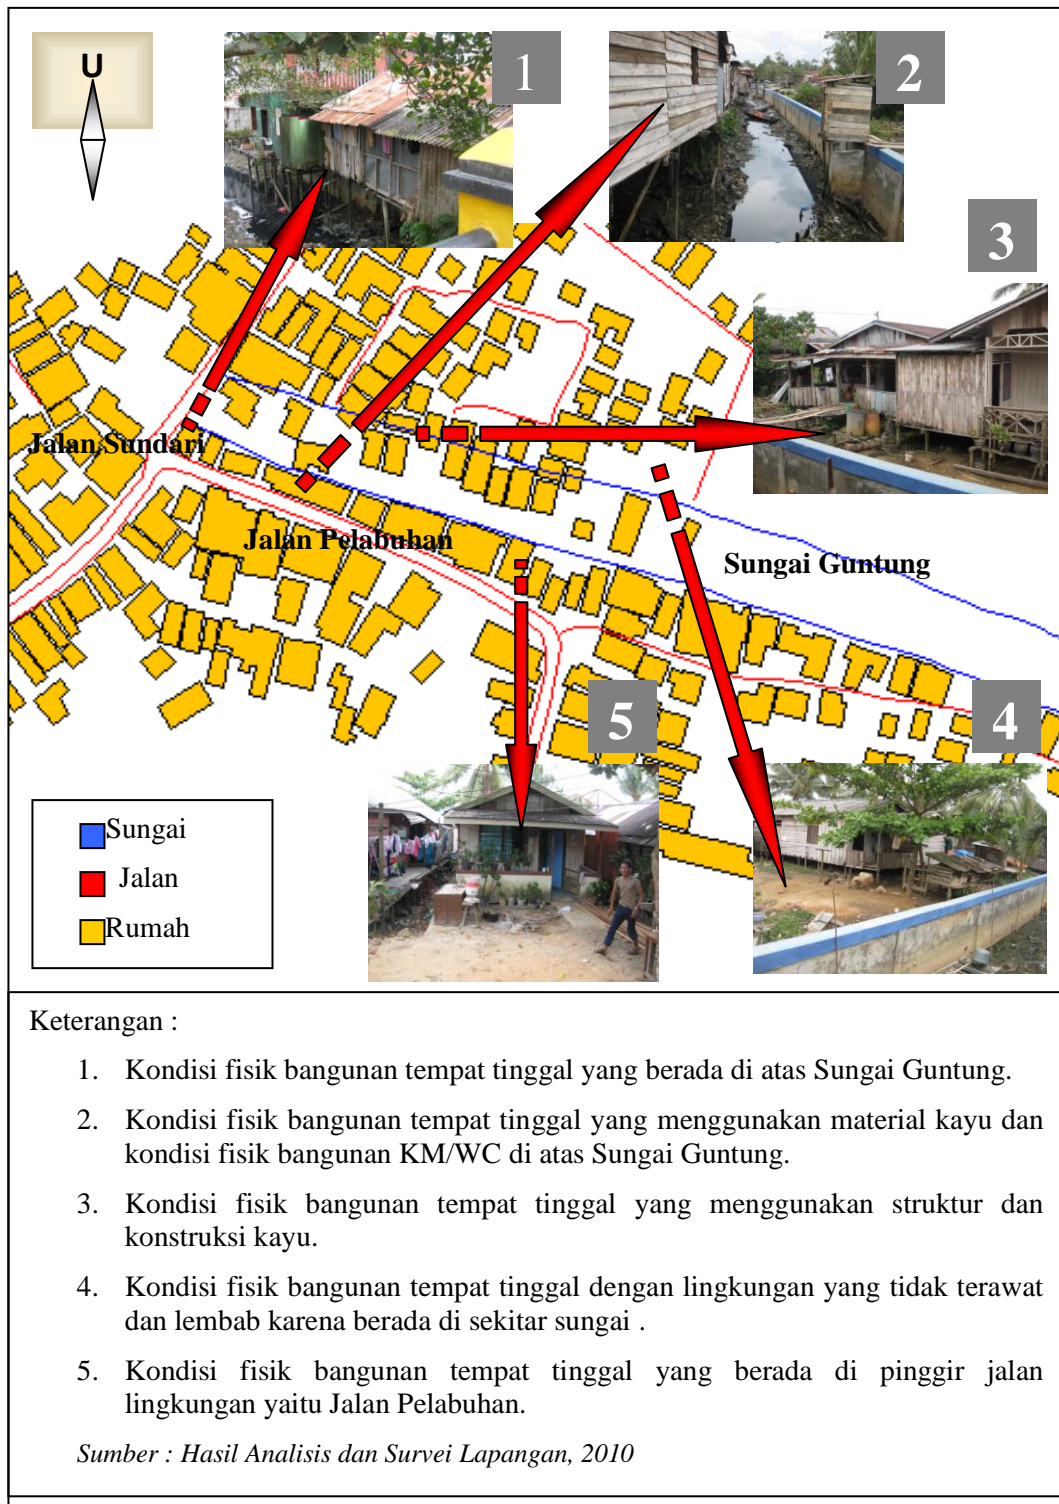 U
1
2
3
Jalan Sundari
Jalan Pelabuhan
Sungai Guntung
5
4
Sungai
Jalan
Rumah
Keterangan :
1. Kondisi fisik bangunan tempat tinggal yang berada di atas Sungai Guntung.
2. Kondisi fisik bangunan tempat tinggal yang menggunakan material kayu dan
kondisi fisik bangunan KM/WC di atas Sungai Guntung.
3. Kondisi fisik bangunan tempat tinggal yang menggunakan struktur dan
konstruksi kayu.
4. Kondisi fisik bangunan tempat tinggal dengan lingkungan yang tidak terawat
dan lembab karena berada di sekitar sungai .
5. Kondisi fisik bangunan tempat tinggal yang berada di pinggir jalan
lingkungan yaitu Jalan Pelabuhan.
Sumber : Hasil Analisis dan Survei Lapangan, 2010